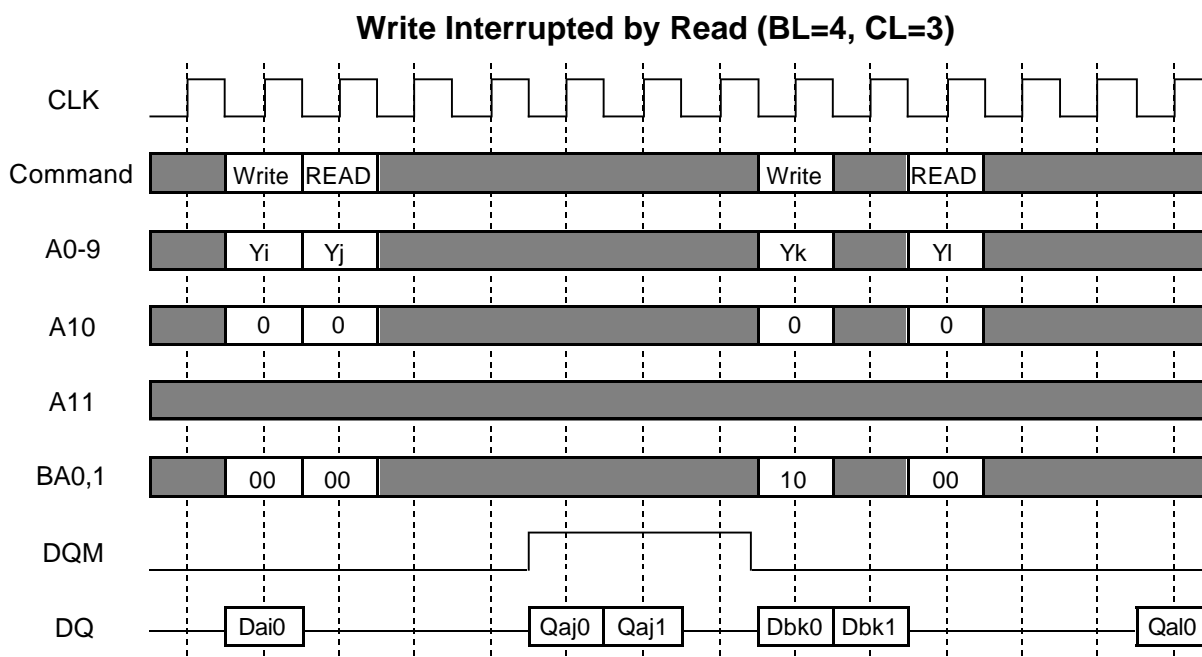 Write Interrupted by Read (BL=4, CL=3)
CLK
Command Write READ Write READ
A0-9 Yi Yj Yk Yl
A10 0 0 0 0
A11
BA0,1 00 00 10 00
DQM
DQ Dai0 Qaj0 Qaj1 Dbk0 Dbk1 Qal0